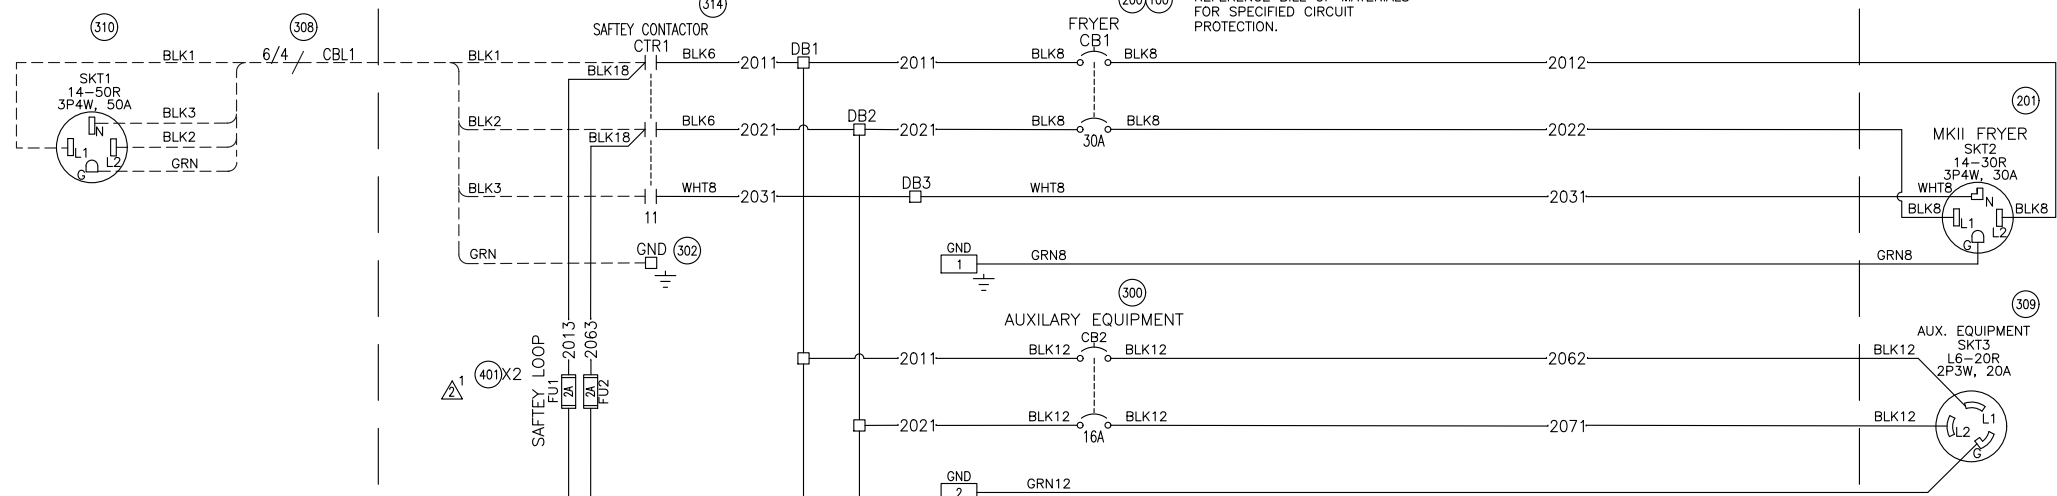 310
308
314
200 100
FOR SPECIFIED CIRCUIT
PROTECTION.
SAFTEY CONTACTOR
CTR1
FRYER
CB1
BLK1
6/4
CBL1
BLK1
BLK18
BLK6
2011
DB1
2011
BLK8
BLK8
2012
SKT1
14-50R
3P4W, 50A
N
L1
L2
G
BLK3
BLK2
GRN
BLK2
BLK18
BLK6
2021
DB2
2021
BLK8
BLK8
30A
2022
201
MKII FRYER
SKT2
14-30R
3P4W, 30A
BLK3
WHT8
2031
DB3
WHT8
2031
WHT8
N
BLK8
L1
L2
BLK8
G
11
GRN
GND
302
GND
1
GRN8
GRN8
300
AUXILARY EQUIPMENT
CB2
309
AUX. EQUIPMENT
SKT3
L6-20R
2P3W, 20A
2013
2063
SAFTEY LOOP
2
1
401 X2
FU1
2A
2A
FU2
2011
BLK12
BLK12
2062
BLK12
2021
BLK12
BLK12
16A
2071
BLK12
L1
L2
G
GND
2
GRN12